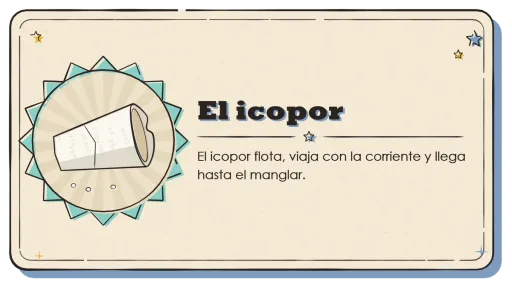 El icopor
El icopor flota, viaja con la corriente y llega
hasta el manglar.